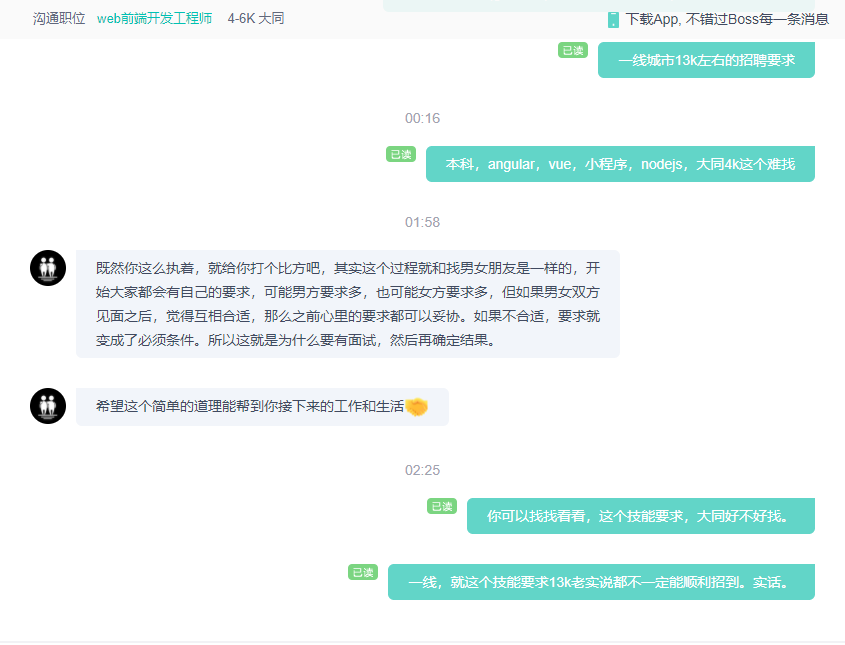 沟通职位 web前端开发工程师 4-6K 大同 下载App, 不错过Boss每一条消息
已读 一线城市13k左右的招聘要求
00:16
已读 本科，angular，vue，小程序，nodejs，大同4k这个难找
01:58
既然你这么执着，就给你打个比方吧，其实这个过程就和找男女朋友是一样的，开
始大家都会有自己的要求，可能男方要求多，也可能女方要求多，但如果男女双方
见面之后，觉得互相合适，那么之前心里的要求都可以妥协。如果不合适，要求就
变成了必须条件。所以这就是为什么要有面试，然后再确定结果。
希望这个简单的道理能帮到你接下来的工作和生活🤝
02:25
已读 你可以找找看看，这个技能要求，大同好不好找。
已读 一线，就这个技能要求13k老实说都不一定能顺利招到。实话。